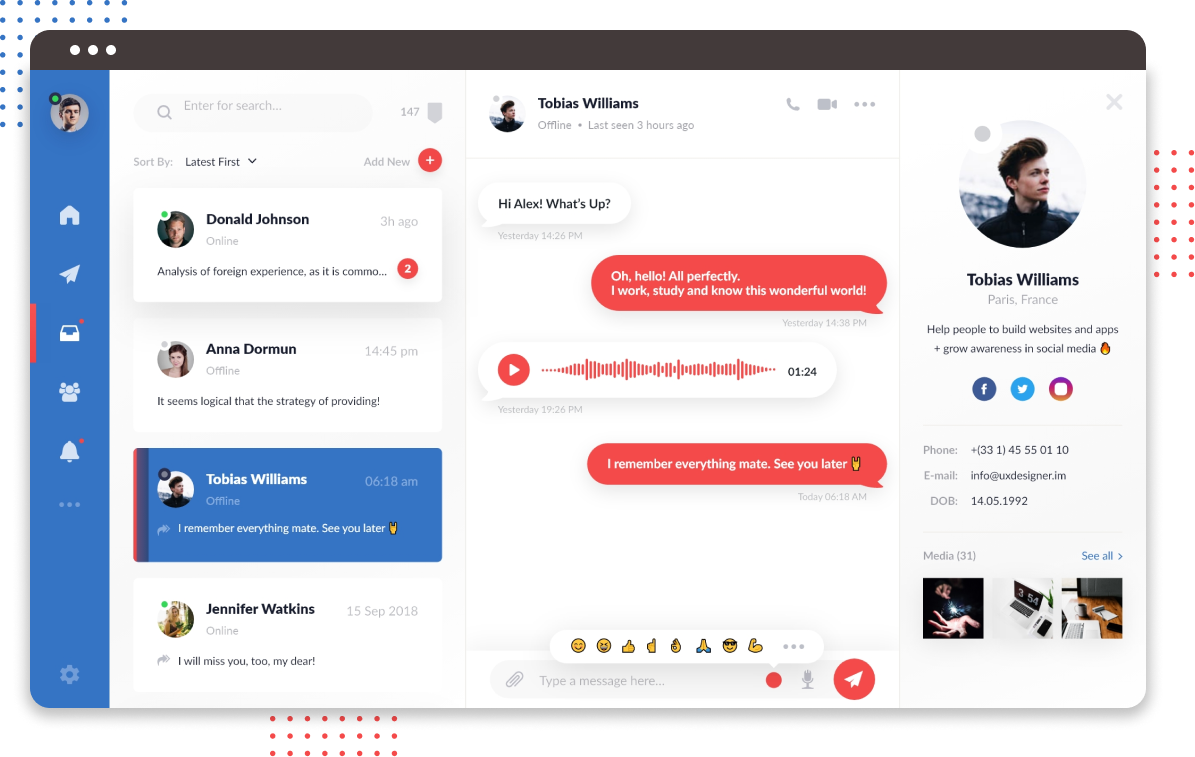 Enter for search...
147
Sort By: Latest First
Add New +
Donald Johnson
3h ago
Online
Analysis of foreign experience, as it is commo...
2
Anna Dormun
14:45 pm
Offline
It seems logical that the strategy of providing!
Tobias Williams
06:18 am
Offline
I remember everything mate. See you later 🤘
Jennifer Watkins
15 Sep 2018
Online
I will miss you, too, my dear!
Tobias Williams
Offline • Last seen 3 hours ago
Hi Alex! What's Up?
Yesterday 14:26 PM
Oh, hello! All perfectly.
I work, study and know this wonderful world!
Yesterday 14:38 PM
01:24
Yesterday 19:26 PM
I remember everything mate. See you later 🤘
Today 06:18 AM
Type a message here...
Tobias Williams
Paris, France
Help people to build websites and apps
+ grow awareness in social media 🔥
Phone: +(33 1) 45 55 01 10
E-mail: info@uxdesigner.im
DOB: 14.05.1992
Media (31)
See all >
3 54